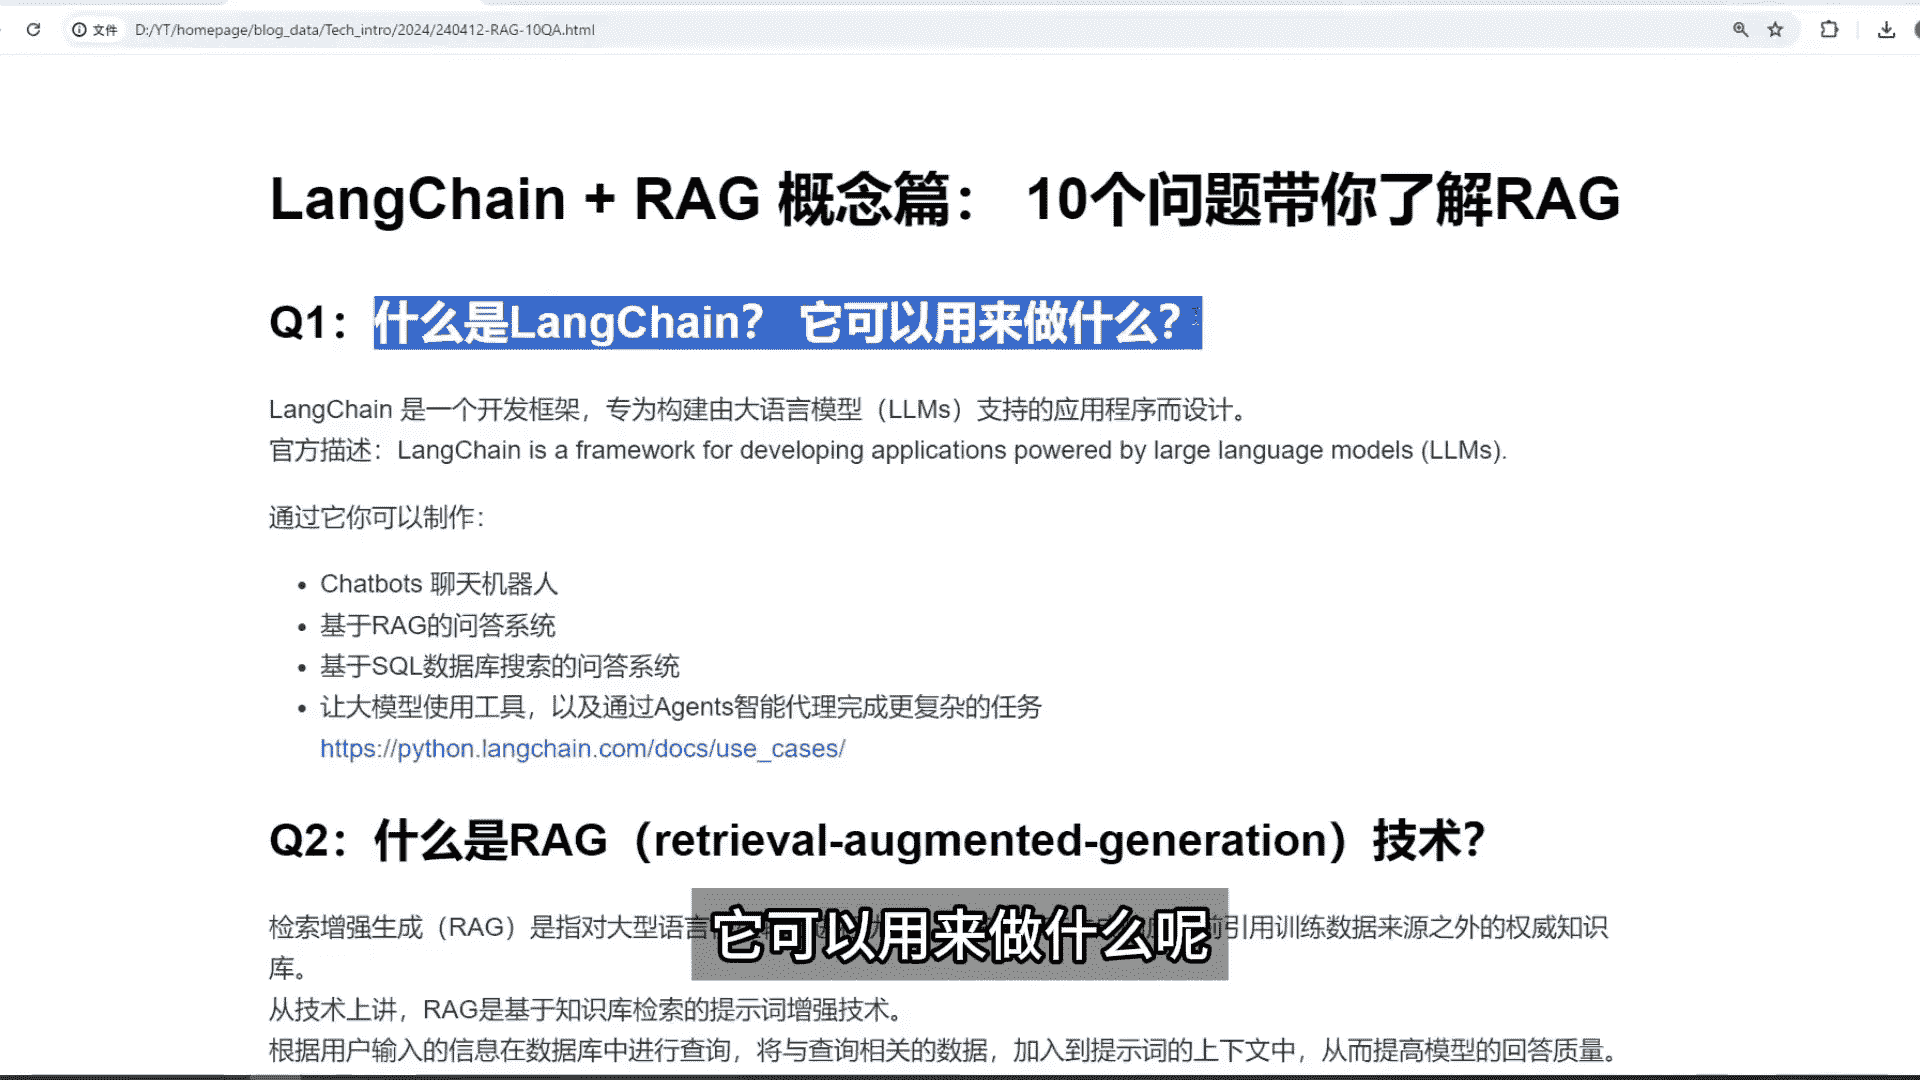 文件 D:/YT/homepage/blog_data/Tech_intro/2024/240412-RAG-10QA.html
LangChain + RAG 概念篇： 10个问题带你了解RAG
Q1：什么是LangChain？ 它可以用来做什么？
LangChain 是一个开发框架，专为构建由大语言模型（LLMs）支持的应用程序而设计。
官方描述：LangChain is a framework for developing applications powered by large language models (LLMs).
通过它你可以制作：
• Chatbots 聊天机器人
• 基于RAG的问答系统
• 基于SQL数据库搜索的问答系统
• 让大模型使用工具，以及通过Agents智能代理完成更复杂的任务
https://python.langchain.com/docs/use_cases/
Q2：什么是RAG（retrieval-augmented-generation）技术？
检索增强生成（RAG）是指对大型语言 引用训练数据来源之外的权威知识
库。
它可以用来做什么呢
从技术上讲，RAG是基于知识库检索的提示词增强技术。
根据用户输入的信息在数据库中进行查询，将与查询相关的数据，加入到提示词的上下文中，从而提高模型的回答质量。